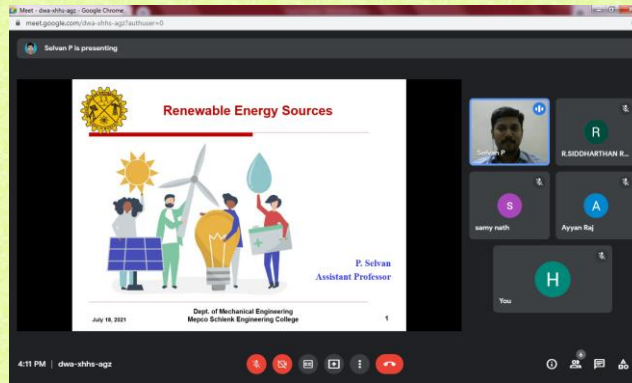 Meet - dwa-xhhs-agz - Google Chrome
meet.google.com/dwa-xhhs-agz?authuser=0
Selvan P is presenting
Renewable Energy Sources
P. Selvan
Assistant Professor
July 18, 2021
Dept. of Mechanical Engineering
Mepco Schlenk Engineering College
1
Selvan P
R
R.SIDDHARTHAN R...
S
samy nath
A
Ayyan Raj
H
You
4:11 PM | dwa-xhhs-agz
6